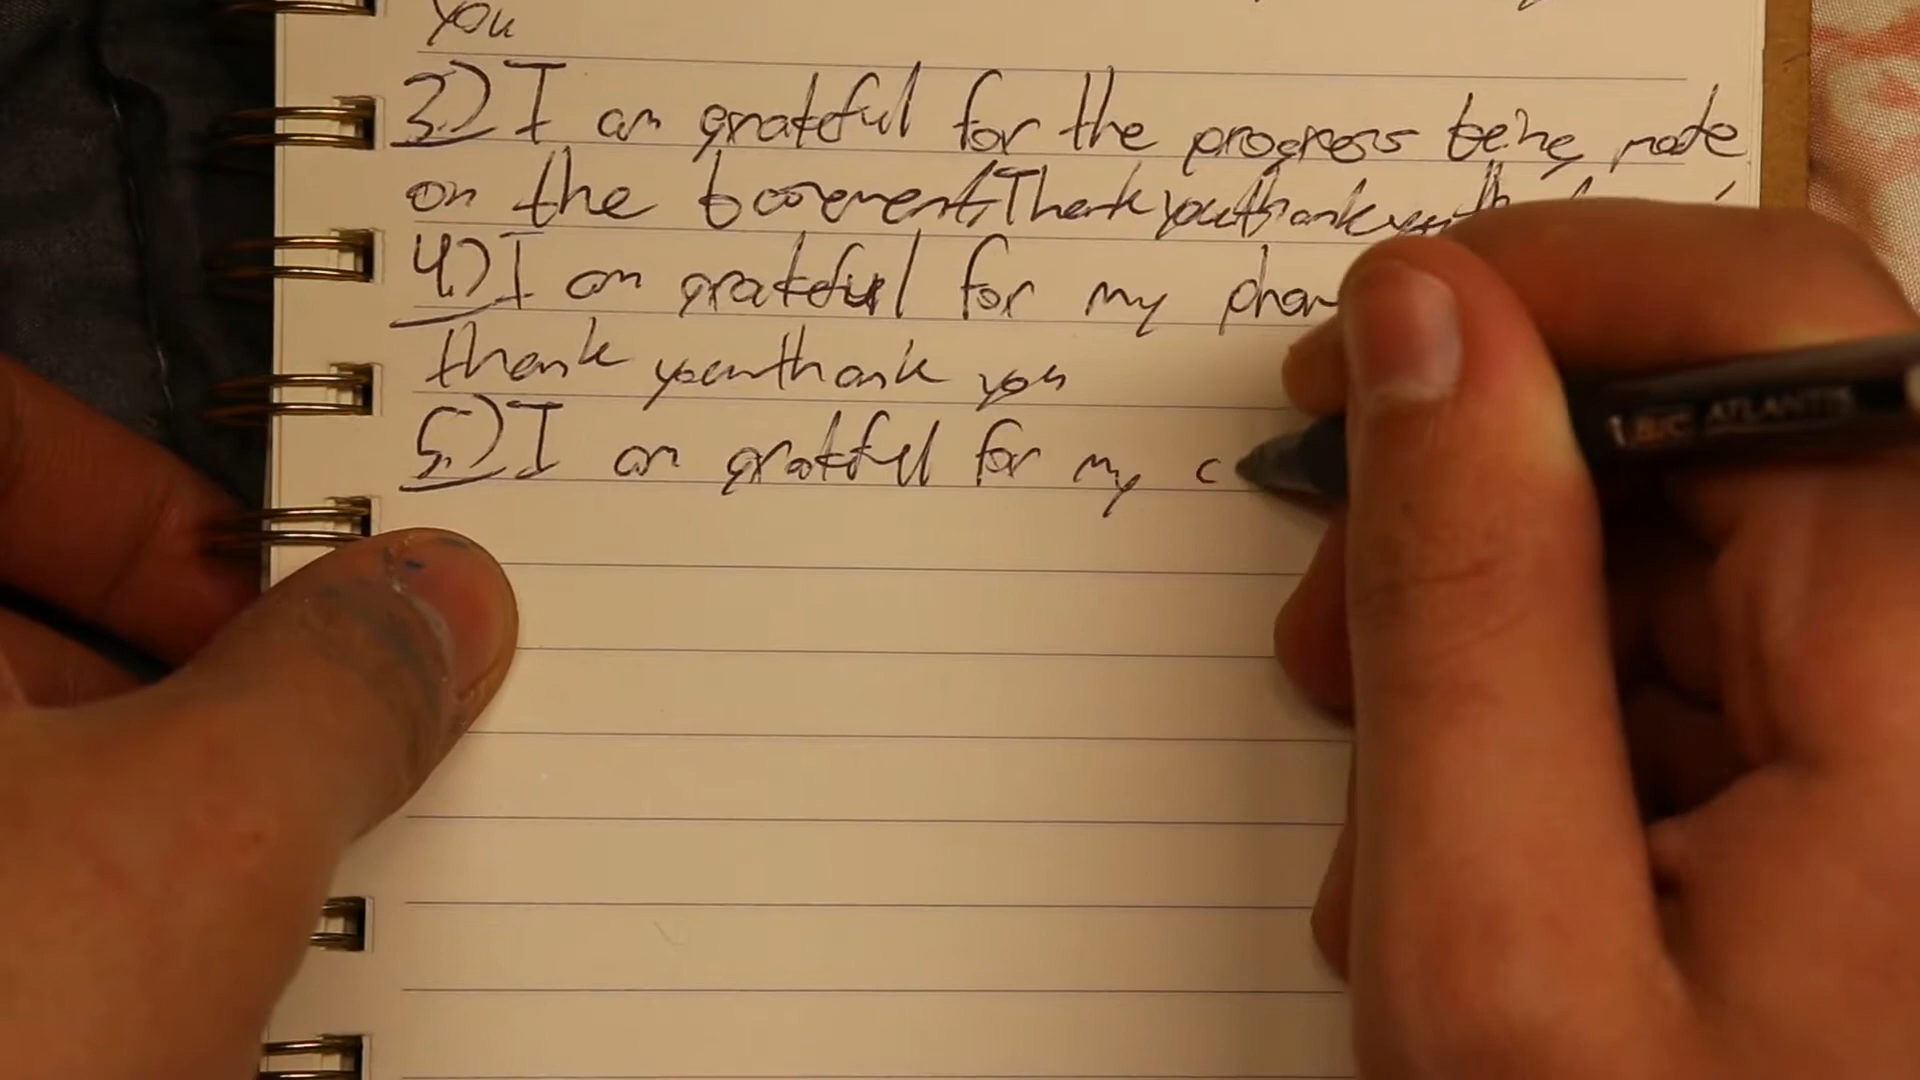 you
3.) I am grateful for the progress being made
on the basement, Thank you thank you
4.) I am grateful for my
thank you thank you
5.) I am grateful for my c
BIC ATLANTIS